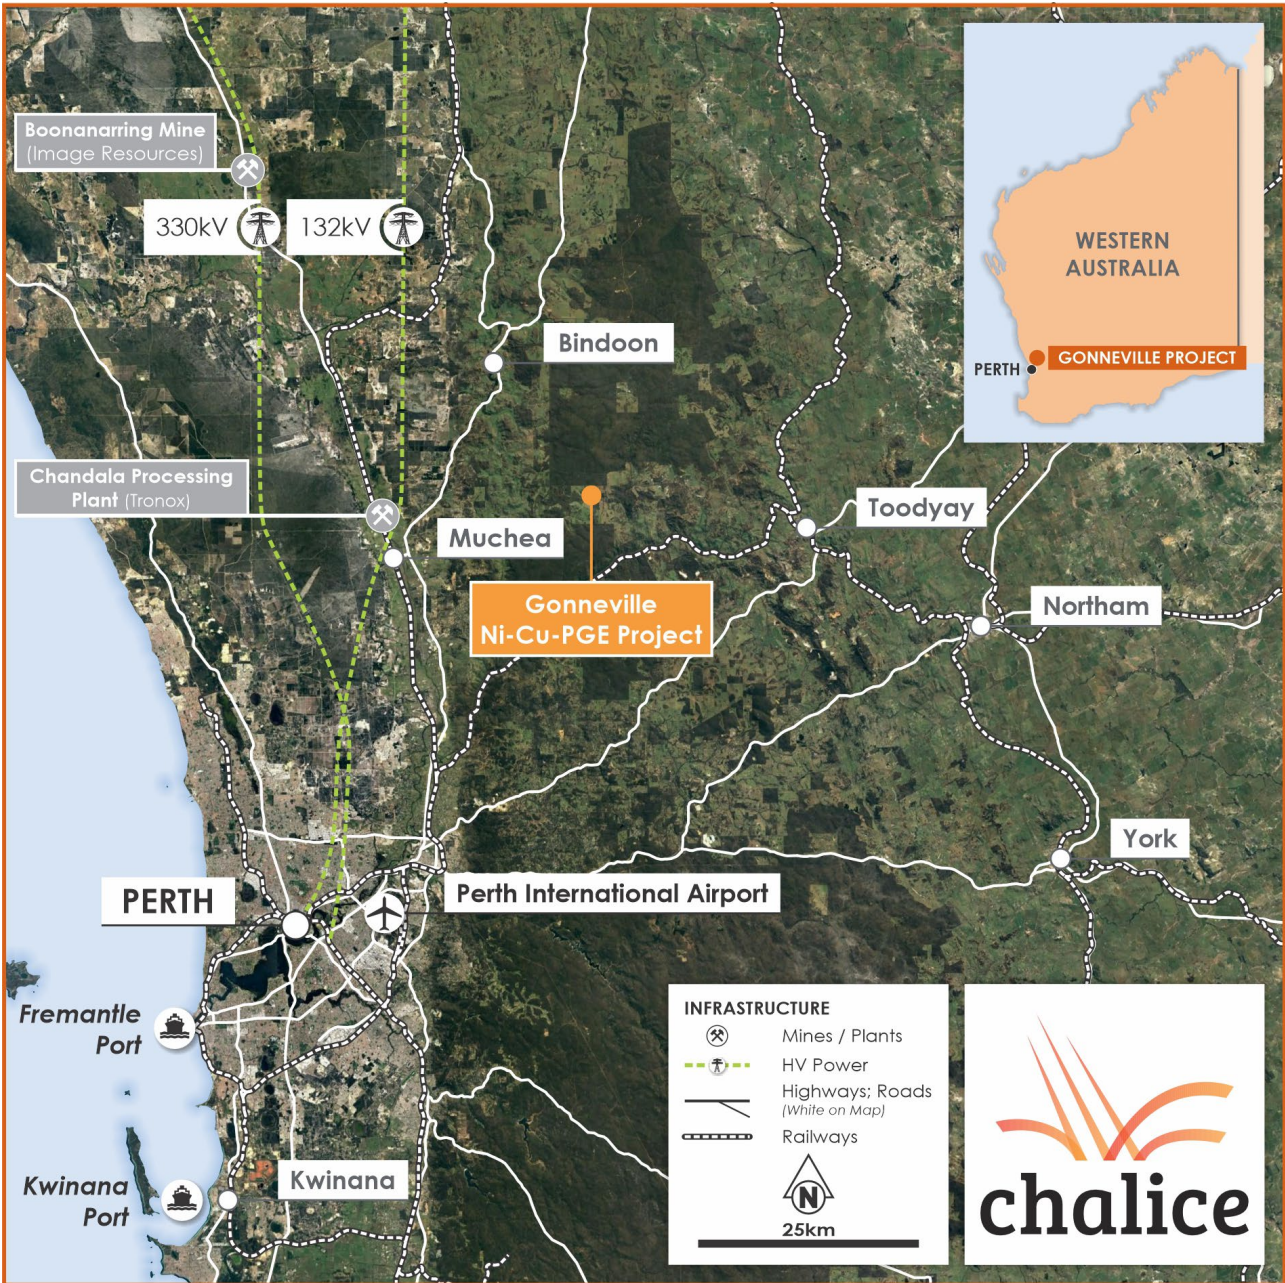 Boonanarring Mine
(Image Resources)
330kV
132kV
WESTERN
AUSTRALIA
PERTH
GONNEVILLE PROJECT
Bindoon
Chandala Processing
Plant (Tronox)
Muchea
Toodyay
Gonneville
Ni-Cu-PGE Project
Northam
York
PERTH
Perth International Airport
Fremantle
Port
Kwinana
Port
Kwinana
INFRASTRUCTURE
Mines / Plants
HV Power
Highways; Roads
(White on Map)
Railways
N
25km
chalice